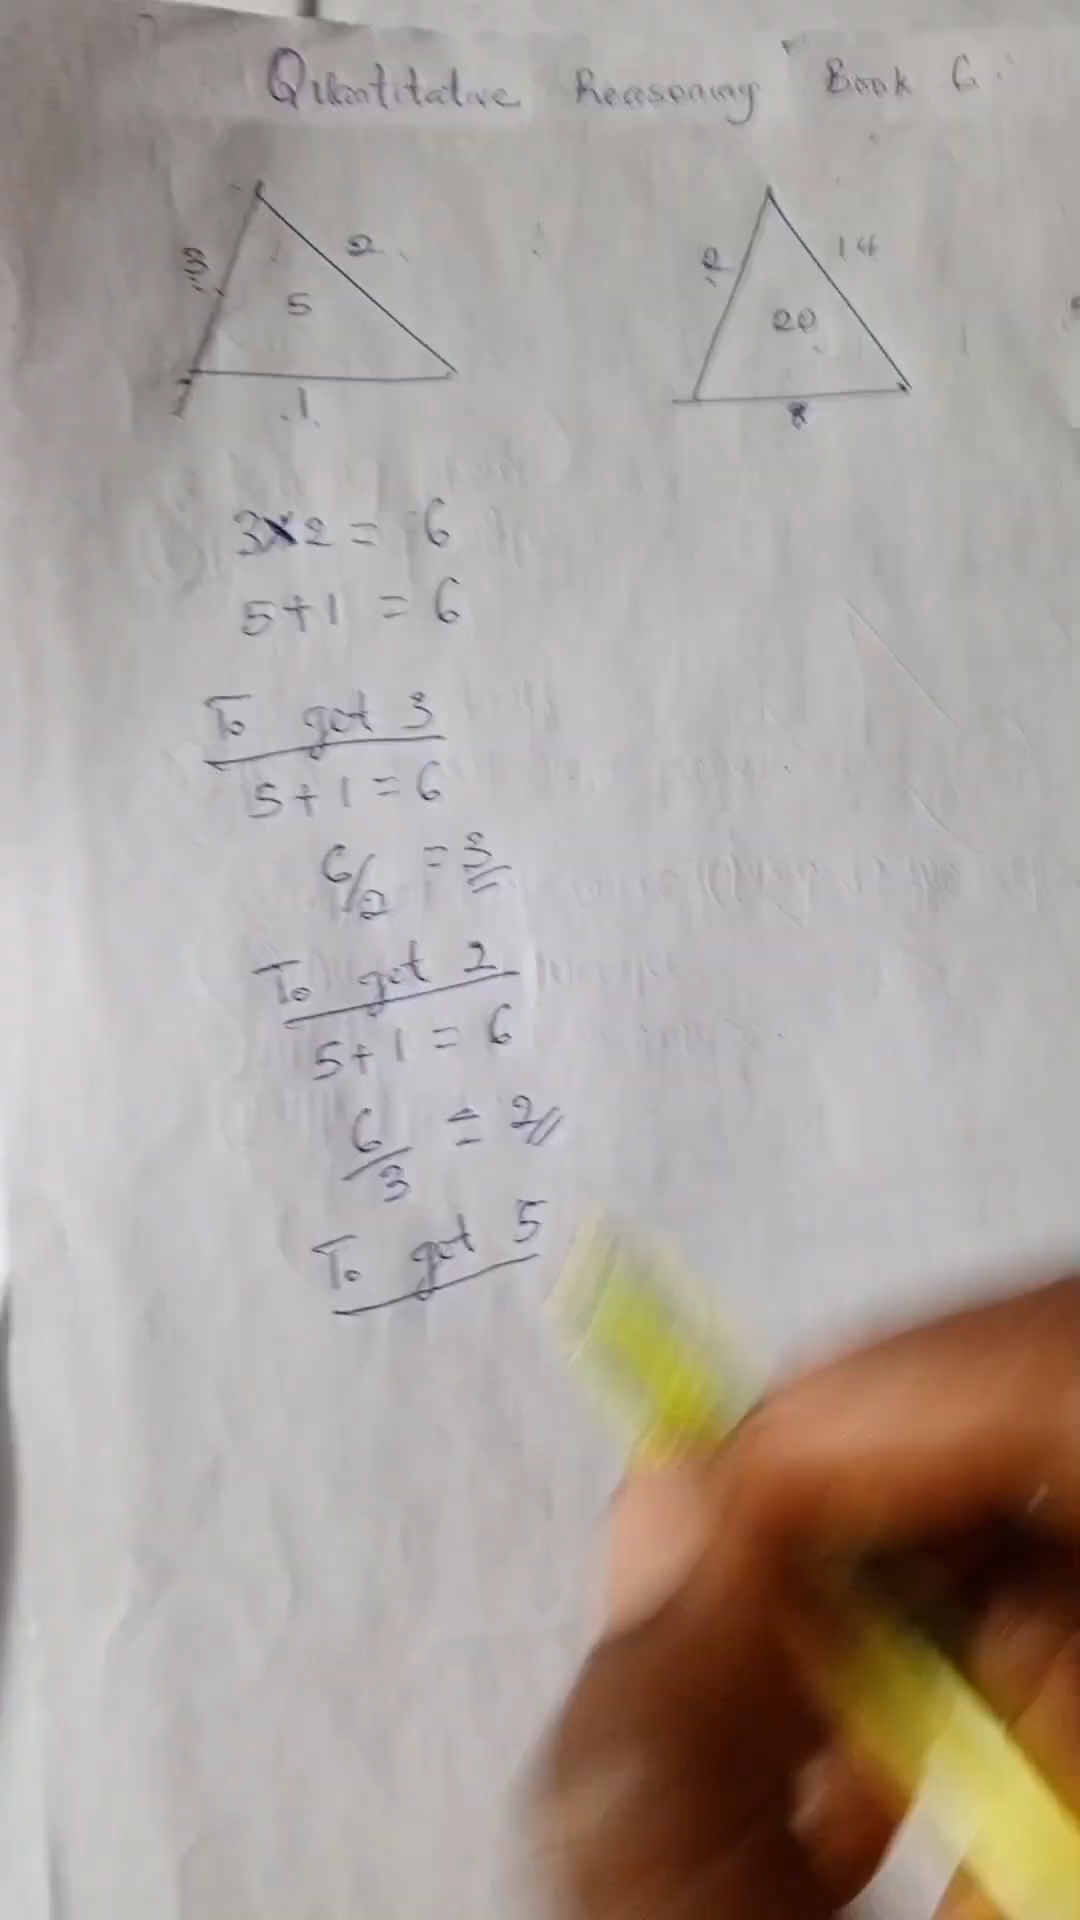 Quantitative Reasoning Book 6
3 2
5
1
2 14
20
8
3x2 = 6
5+1 = 6
To get 3
5+1=6
6/2 = 3
To get 2
5+1 = 6
6/3 = 2
To get 5